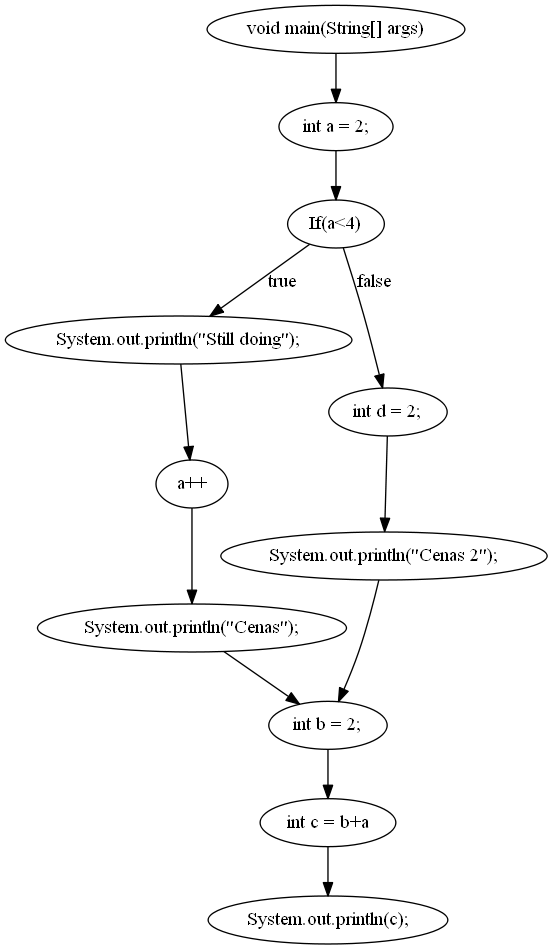 void main(String[] args)
int a = 2;
If(a<4)
true
false
System.out.println("Still doing");
int d = 2;
a++
System.out.println("Cenas 2");
System.out.println("Cenas");
int b = 2;
int c = b+a
System.out.println(c);